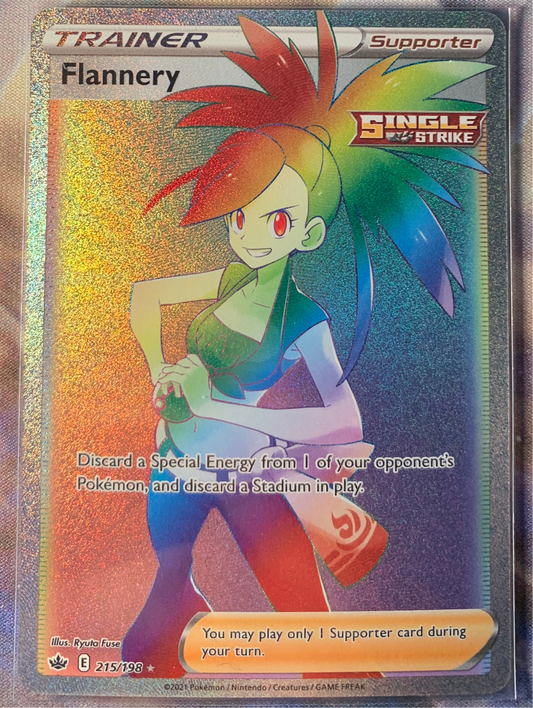 TRAINER Supporter
Flannery
SINGLE
STRIKE
Discard a Special Energy from 1 of your opponent's
Pokémon, and discard a Stadium in play.
You may play only 1 Supporter card during
your turn.
Illus. Ryuta Fuse
E 215/198
©2021 Pokémon / Nintendo / Creatures / GAME FREAK